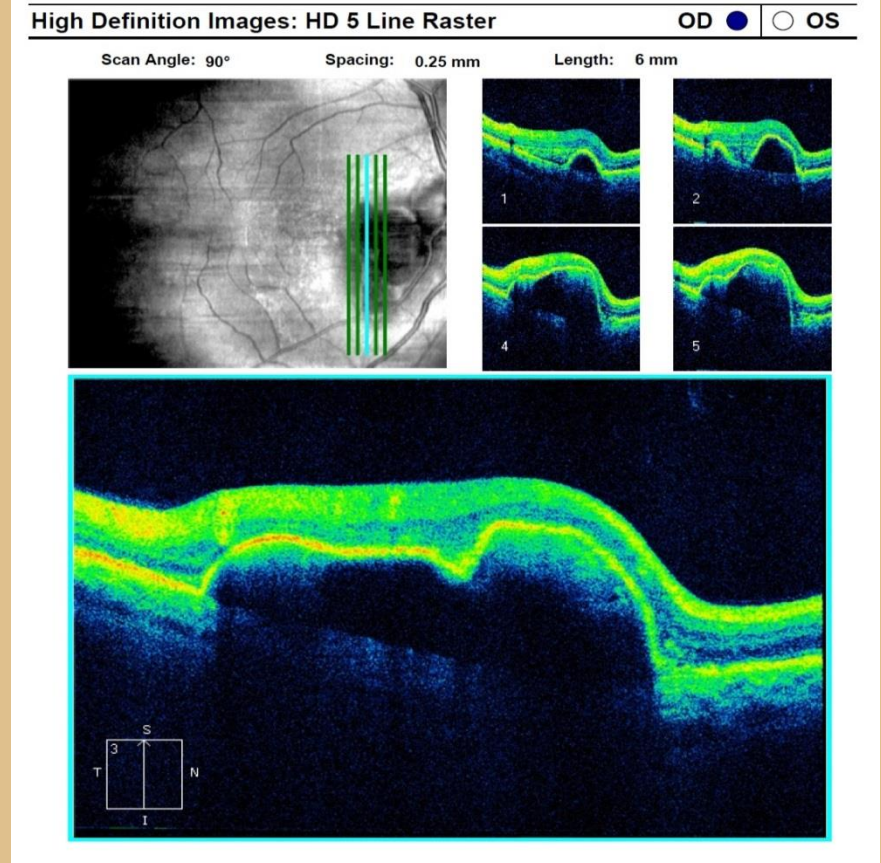 High Definition Images: HD 5 Line Raster OD OS
Scan Angle: 90° Spacing: 0.25 mm Length: 6 mm
1
2
4
5
S
3
T N
I